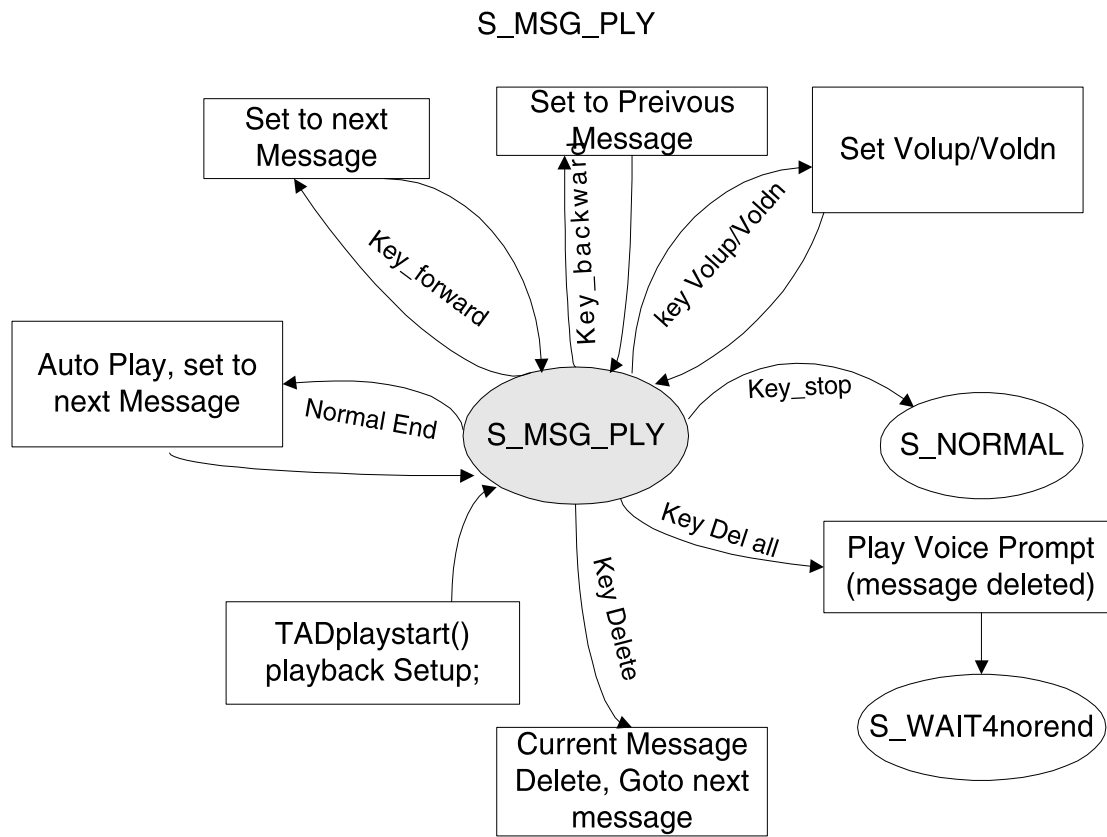 S_MSG_PLY
Set to next
Message
Set to Preivous
Message
Set Volup/Voldn
Key_forward
Key_backward
key Volup/Voldn
Auto Play, set to
next Message
Normal End
S_MSG_PLY
Key_stop
S_NORMAL
Key Del all
Play Voice Prompt
(message deleted)
Key Delete
TADplaystart()
playback Setup;
S_WAIT4norend
Current Message
Delete, Goto next
message